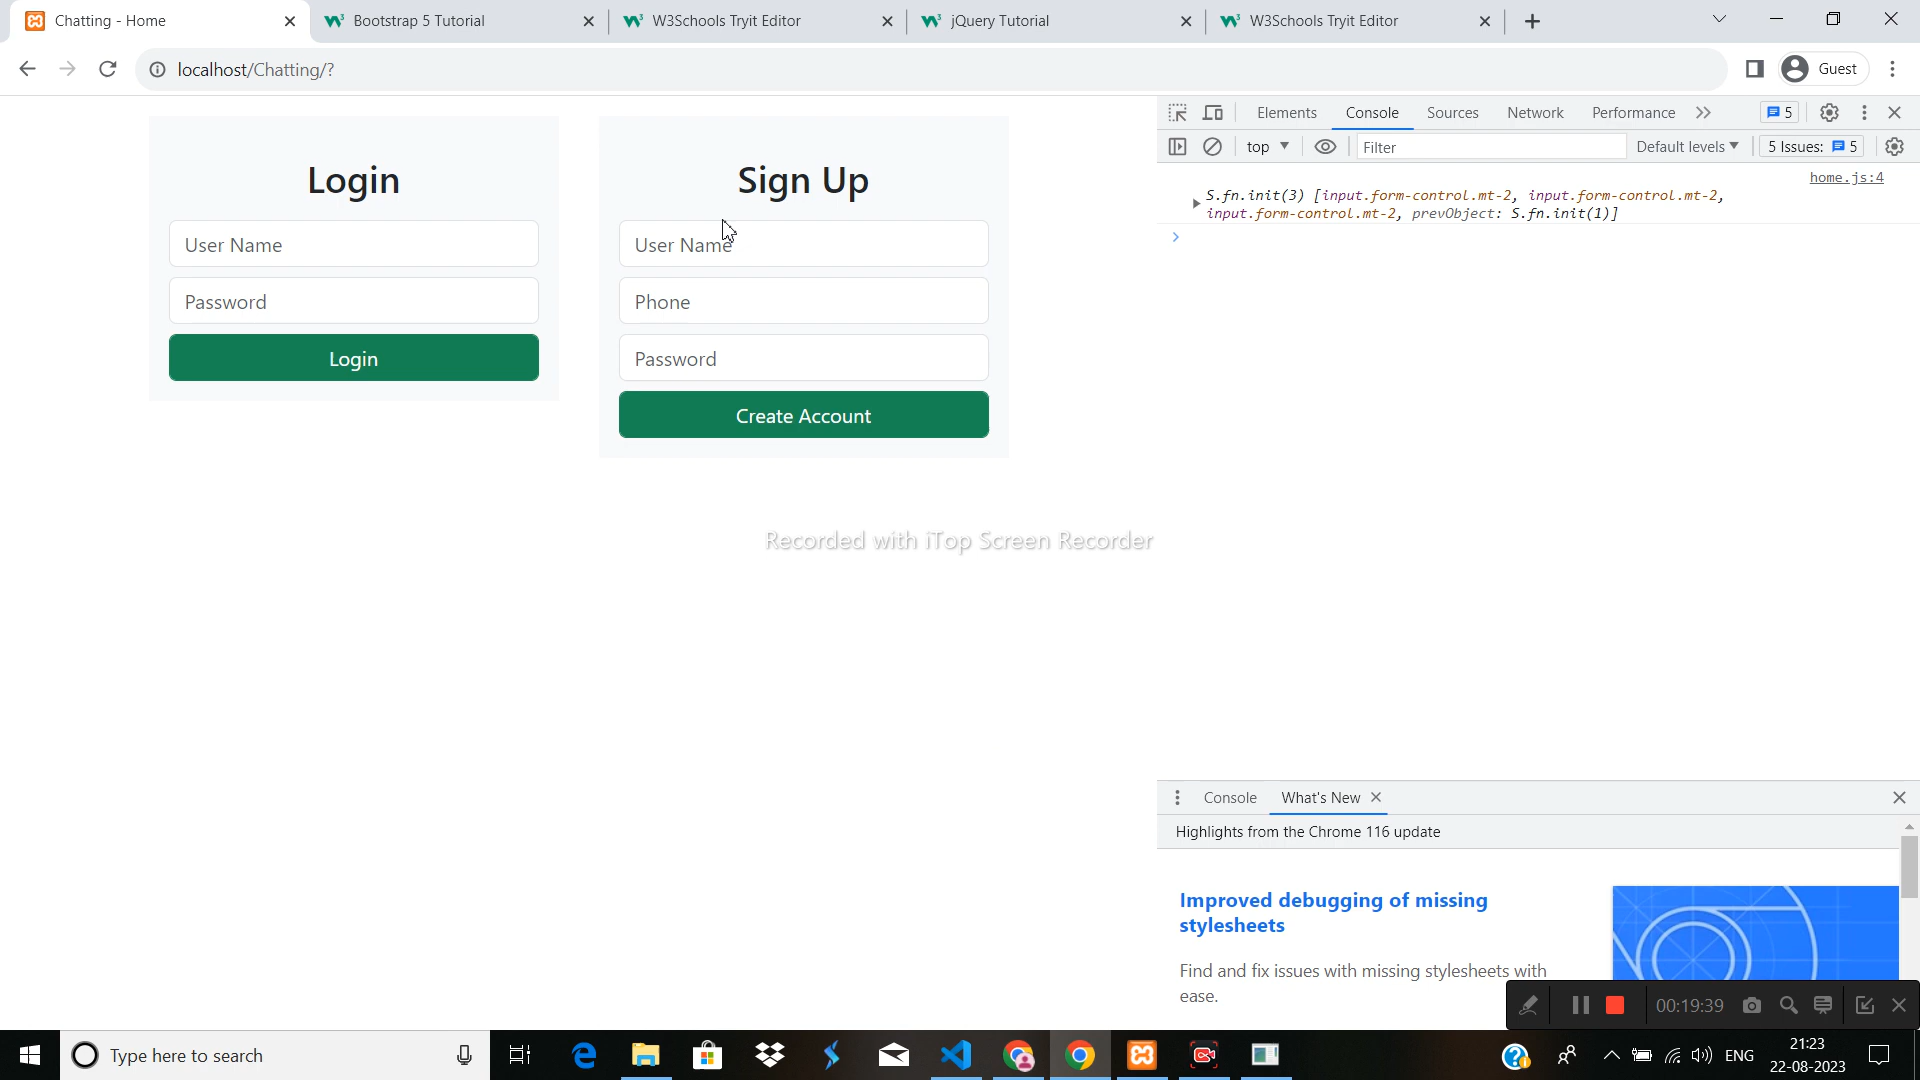 Chatting - Home
Bootstrap 5 Tutorial
W3Schools Tryit Editor
jQuery Tutorial
W3Schools Tryit Editor
localhost/Chatting/?
Guest
Elements Console Sources Network Performance
5
top
Filter
Default levels
5 Issues: 5
home.js:4
S.fn.init(3) [input.form-control.mt-2, input.form-control.mt-2,
input.form-control.mt-2, prevObject: S.fn.init(1)]
Login
User Name
Password
Login
Sign Up
User Name
Phone
Password
Create Account
Recorded with iTop Screen Recorder
Console What's New
Highlights from the Chrome 116 update
Improved debugging of missing
stylesheets
Find and fix issues with missing stylesheets with
ease.
00:19:39
Type here to search
ENG
21:23
22-08-2023